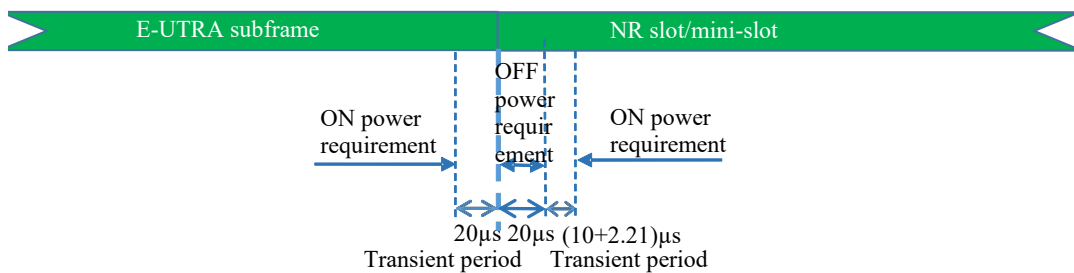 E-UTRA subframe
NR slot/mini-slot
OFF
power
requir
ement
ON power
requirement
ON power
requirement
20µs
20µs
(10+2.21)µs
Transient period
Transient period